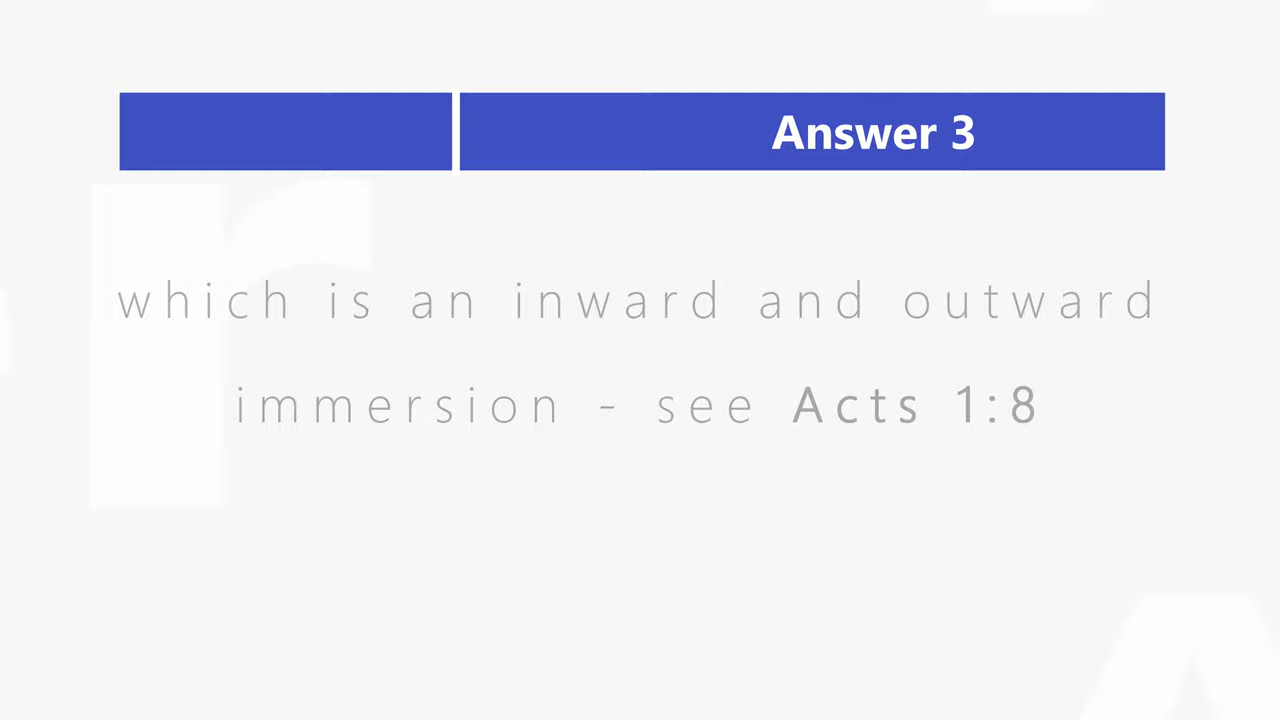 Answer 3
which is an inward and outward
immersion - see Acts 1:8